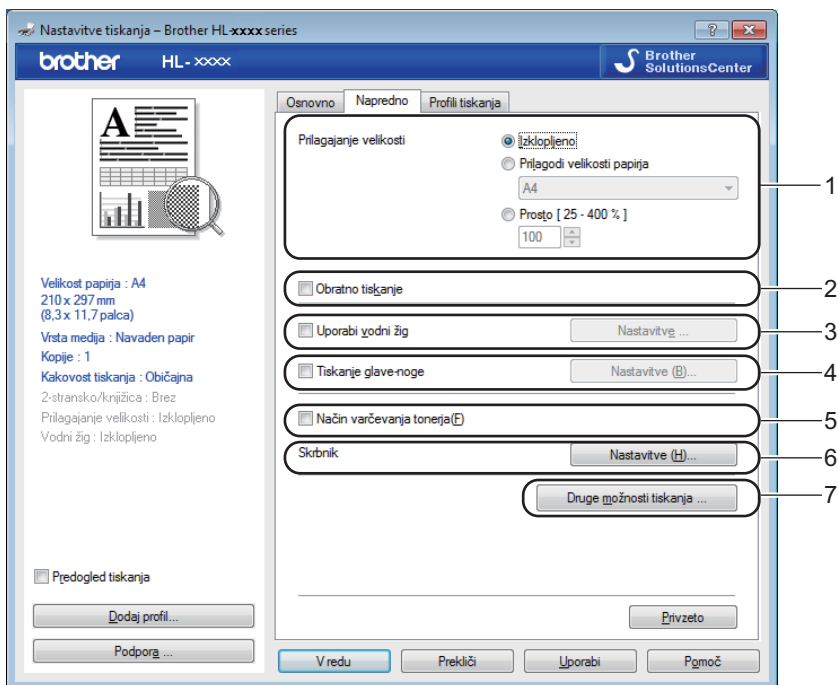 Nastavitve tiskanja – Brother HL-xxxx series
brother HL- xxxx
Brother
SolutionsCenter
Osnovno Napredno Profili tiskanja
A
Prilagajanje velikosti
Izklopljeno
Prilagodi velikosti papirja
A4
Prosto [ 25 - 400 % ]
100
1
Obratno tiskanje
2
Uporabi vodni žig Nastavitve ...
3
Tiskanje glave-noge Nastavitve (B)...
4
Način varčevanja tonerja(F)
5
Skrbnik Nastavitve (H)...
6
Druge možnosti tiskanja ...
7
Velikost papirja : A4
210 x 297 mm
(8,3 x 11,7 palca)
Vrsta medija : Navaden papir
Kopije : 1
Kakovost tiskanja : Običajna
2-stransko/knjižica : Brez
Prilagajanje velikosti : Izklopljeno
Vodni žig : Izklopljeno
Predogled tiskanja
Dodaj profil...
Podpora ...
Privzeto
V redu Prekliči Uporabi Pomoč